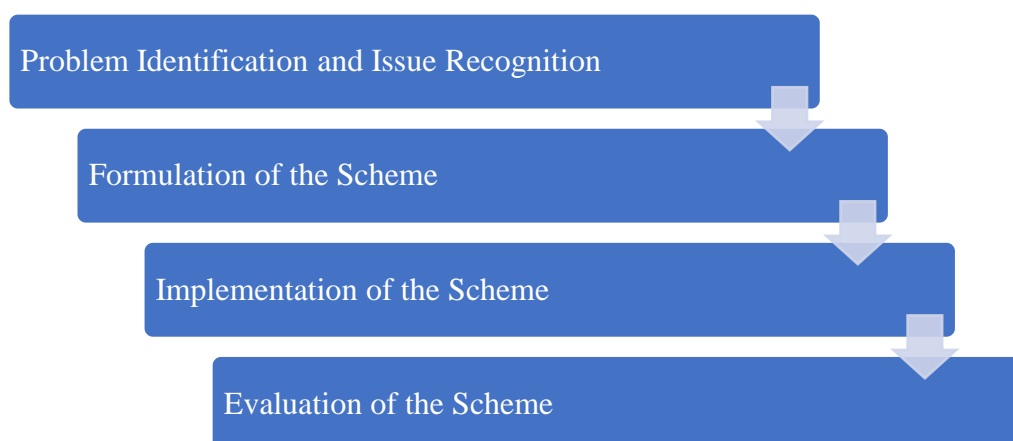 Problem Identification and Issue Recognition
Formulation of the Scheme
Implementation of the Scheme
Evaluation of the Scheme